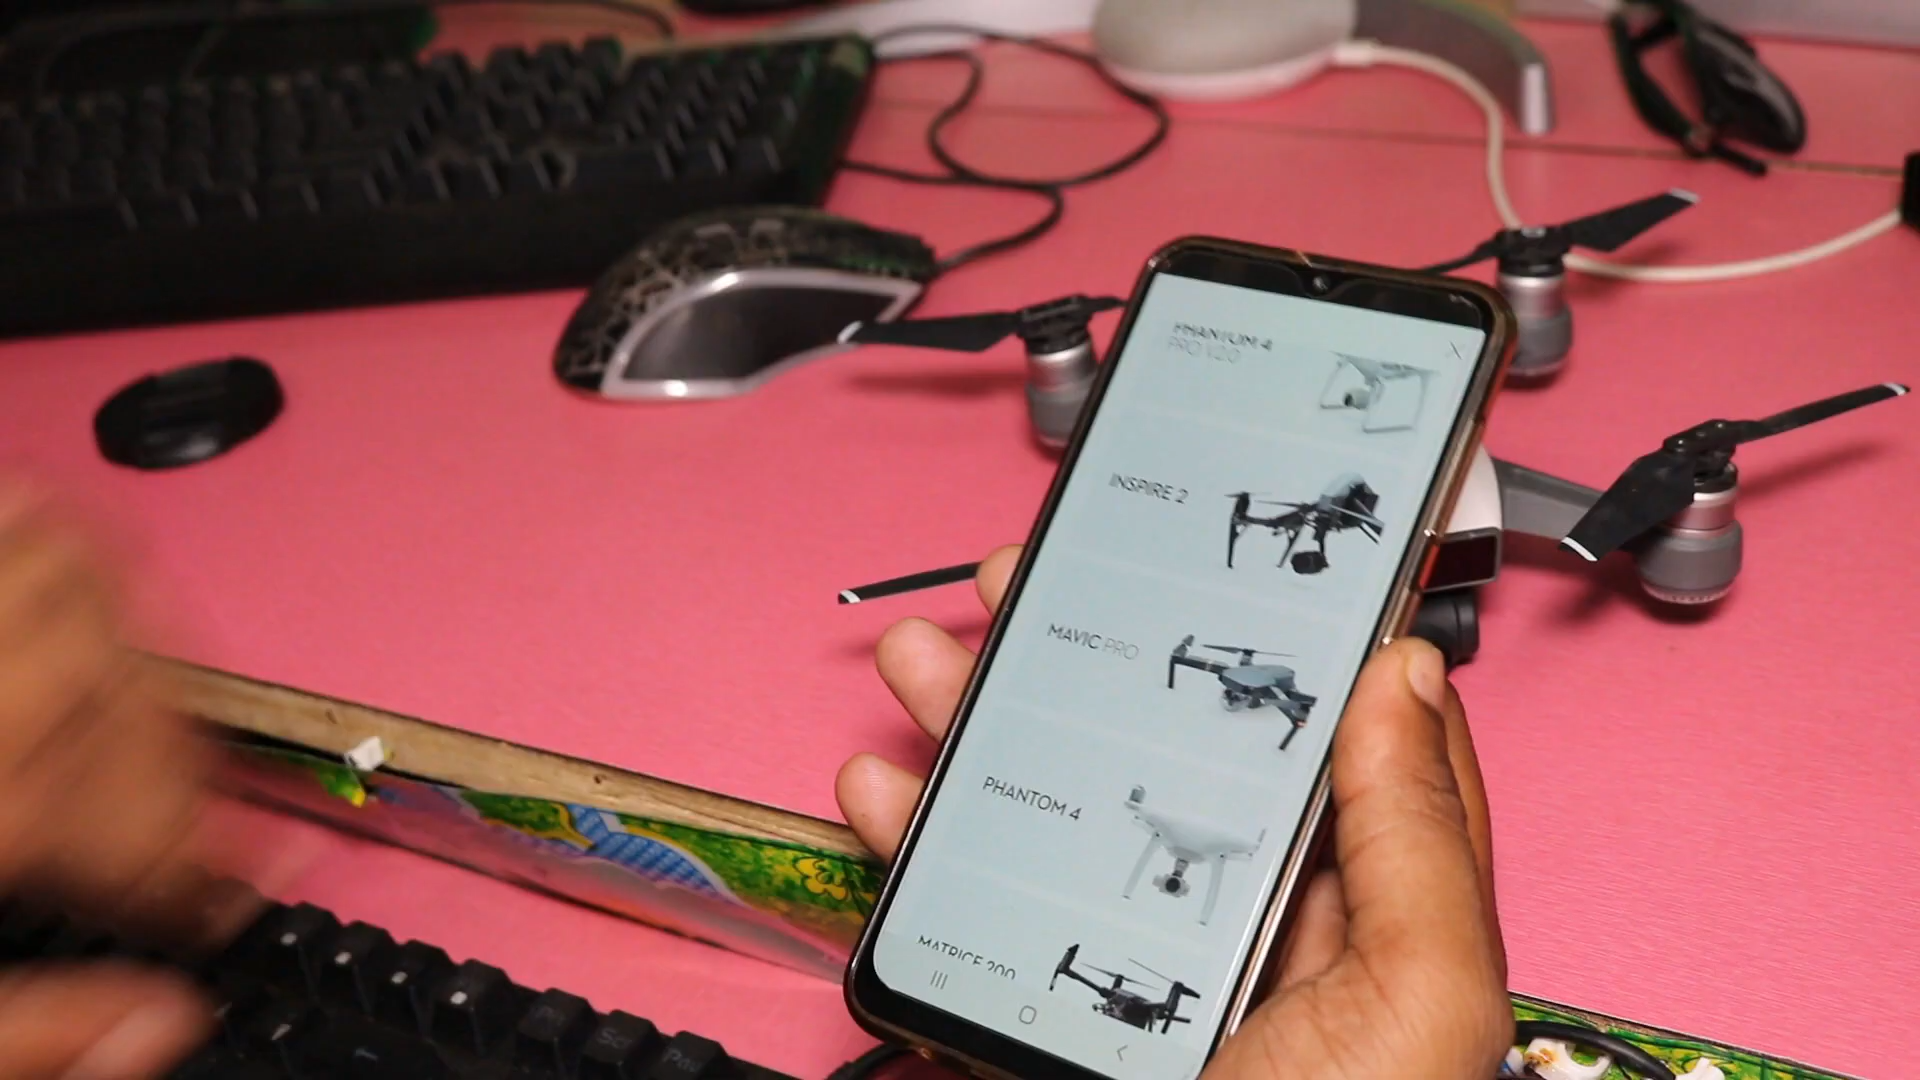 PHANTOM 4
PRO V2.0
INSPIRE 2
MAVIC PRO
PHANTOM 4
MATRICE 200